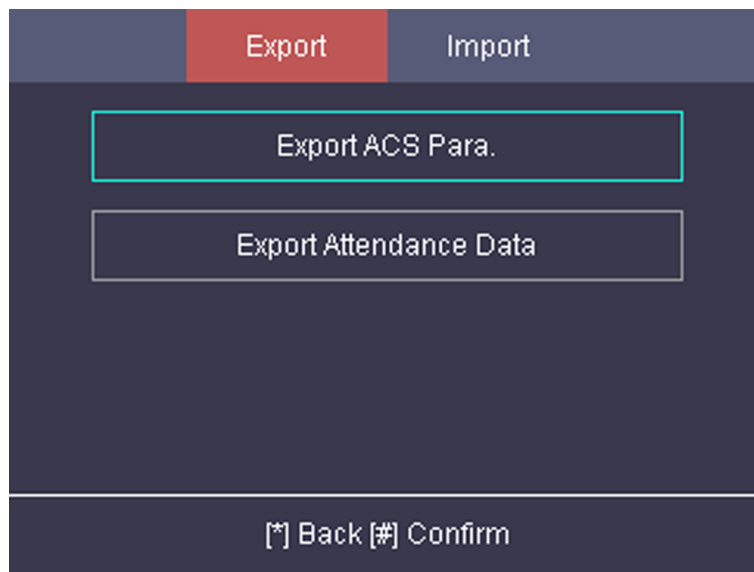 Export Import
Export ACS Para.
Export Attendance Data
[*] Back [#] Confirm